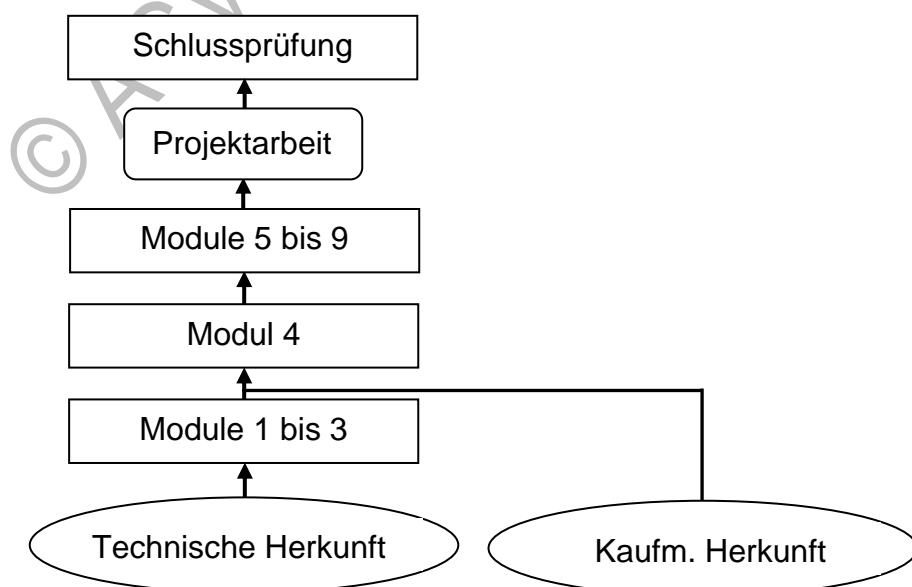 Schlussprüfung
Projektarbeit
Module 5 bis 9
Modul 4
Module 1 bis 3
Technische Herkunft
Kaufm. Herkunft